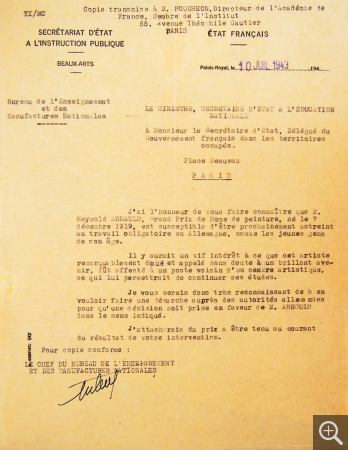 YX/MC
Copie transmise à M. POUGHEON, Directeur de l'Académie de
France, Membre de l'Institut
55, Avenue Théophile Gautier
PARIS
SECRÉTARIAT D'ÉTAT
A L'INSTRUCTION PUBLIQUE
ÉTAT FRANÇAIS
BEAUX-ARTS
Palais-Royal, le 10 JUIL 1943 194
Bureau de l'Enseignement
et des
Manufactures Nationales
LE MINISTRE, SECRETAIRE D'ETAT A L'EDUCATION
NATIONALE
à Monsieur le Secrétaire d'Etat, Délégué du
Gouvernement français dans les territoires
occupés.
Place Beauvau
PARIS
J'ai l'honneur de vous faire connaître que M.
Reynold ARNAULD, Grand Prix de Rome de peinture, né le 7
décembre 1919, est susceptible d'être prochainement astreint
au travail obligatoire en Allemagne, comme les jeunes gens
de son âge.
Il y aurait un vif intérêt à ce que cet artiste
remarquablement doué et appelé sans doute à un brillant ave-
nir, fût affecté à un poste voisin d'un centre artistique,
ce qui lui permettrait de continuer ses études.
Je vous serais donc très reconnaissant de bien
vouloir faire une démarche auprès des autorités allemandes
pour qu'une décision soit prise en faveur de M. ARNOULD
dans le sens indiqué.
J'attacherais du prix à être tenu au courant
du résultat de votre intervention.
Pour copie conforme :
LE CHEF DU BUREAU DE L'ENSEIGNEMENT
ET DES MANUFACTURES NATIONALES